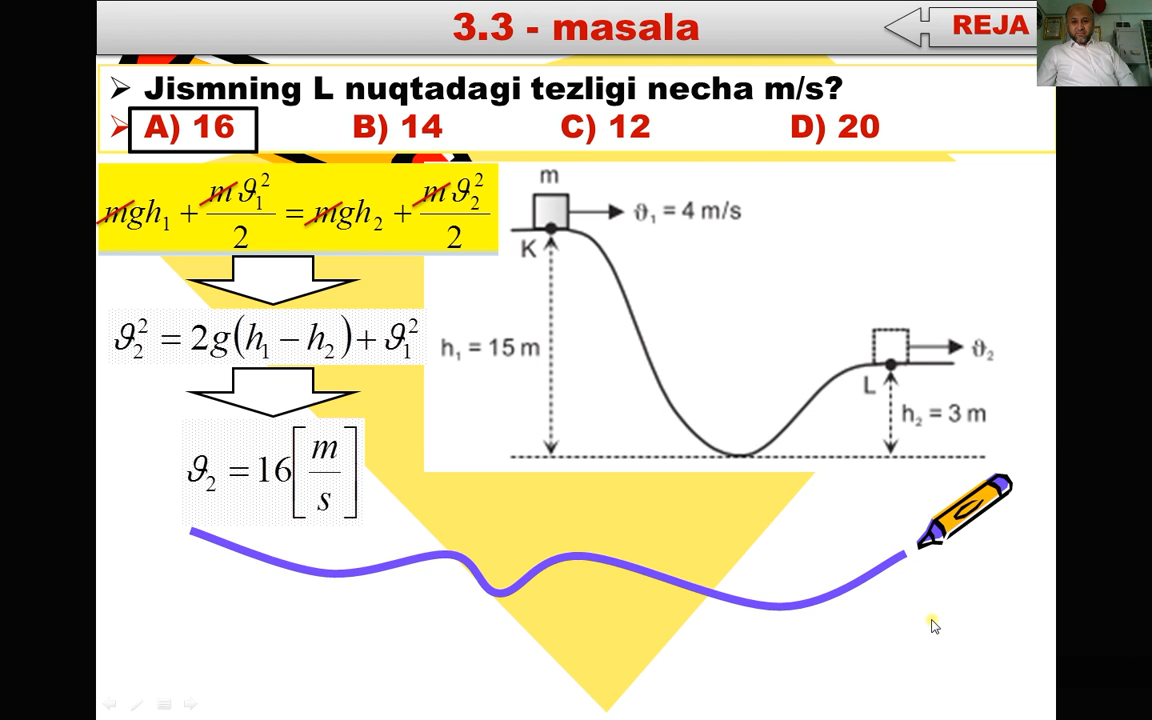 3.3 - masala
REJA
➢ Jismning L nuqtadagi tezligi necha m/s?
➢ A) 16 B) 14 C) 12 D) 20
mgh₁ + mϑ₁²/2 = mgh₂ + mϑ₂²/2
ϑ₂² = 2g(h₁ − h₂) + ϑ₁²
ϑ₂ = 16[m/s]
m
ϑ₁ = 4 m/s
K
h₁ = 15 m
ϑ₂
L
h₂ = 3 m